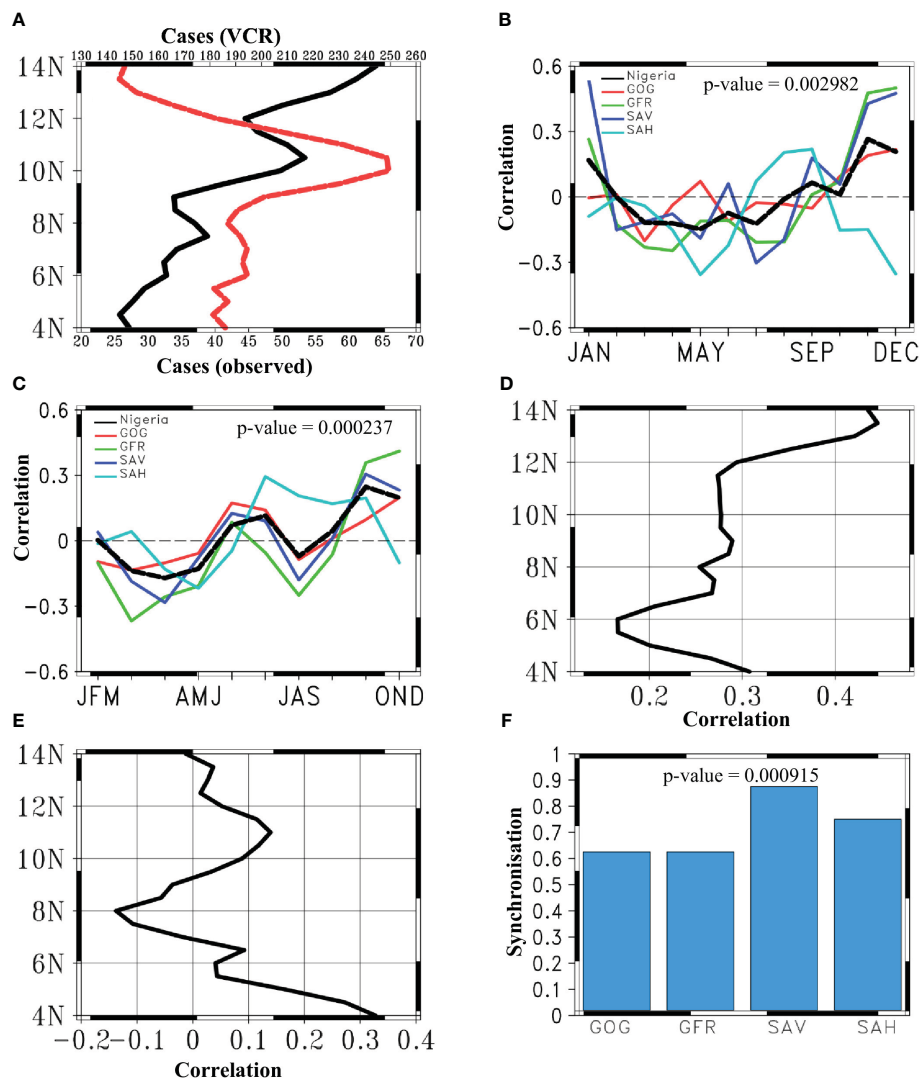 A
Cases (VCR)
130 140 150 160 170 180 190 200 210 220 230 240 250 260
14N
12N
10N
8N
6N
4N
20 25 30 35 40 45 50 55 60 65 70
Cases (observed)
B
0.6
0.3
0
-0.3
-0.6
Correlation
Nigeria
GOG
GFR
SAV
SAH
p-value = 0.002982
JAN MAY SEP DEC
C
0.6
0.3
0
-0.3
-0.6
Correlation
Nigeria
GOG
GFR
SAV
SAH
p-value = 0.000237
JFM AMJ JAS OND
D
14N
12N
10N
8N
6N
4N
0.2 0.3 0.4
Correlation
E
14N
12N
10N
8N
6N
4N
-0.2 -0.1 0 0.1 0.2 0.3 0.4
Correlation
F
1
0.9
0.8
0.7
0.6
0.5
0.4
0.3
0.2
0.1
0
Synchronisation
p-value = 0.000915
GOG GFR SAV SAH